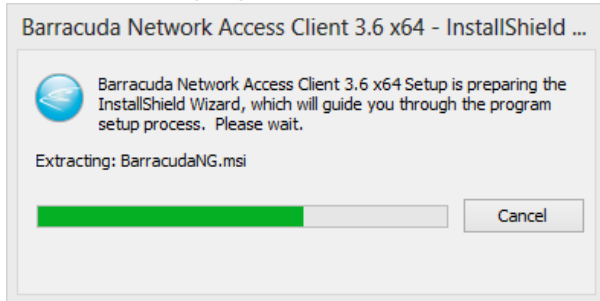 Barracuda Network Access Client 3.6 x64 - InstallShield ...
Barracuda Network Access Client 3.6 x64 Setup is preparing the
InstallShield Wizard, which will guide you through the program
setup process.  Please wait.
Extracting: BarracudaNG.msi
Cancel